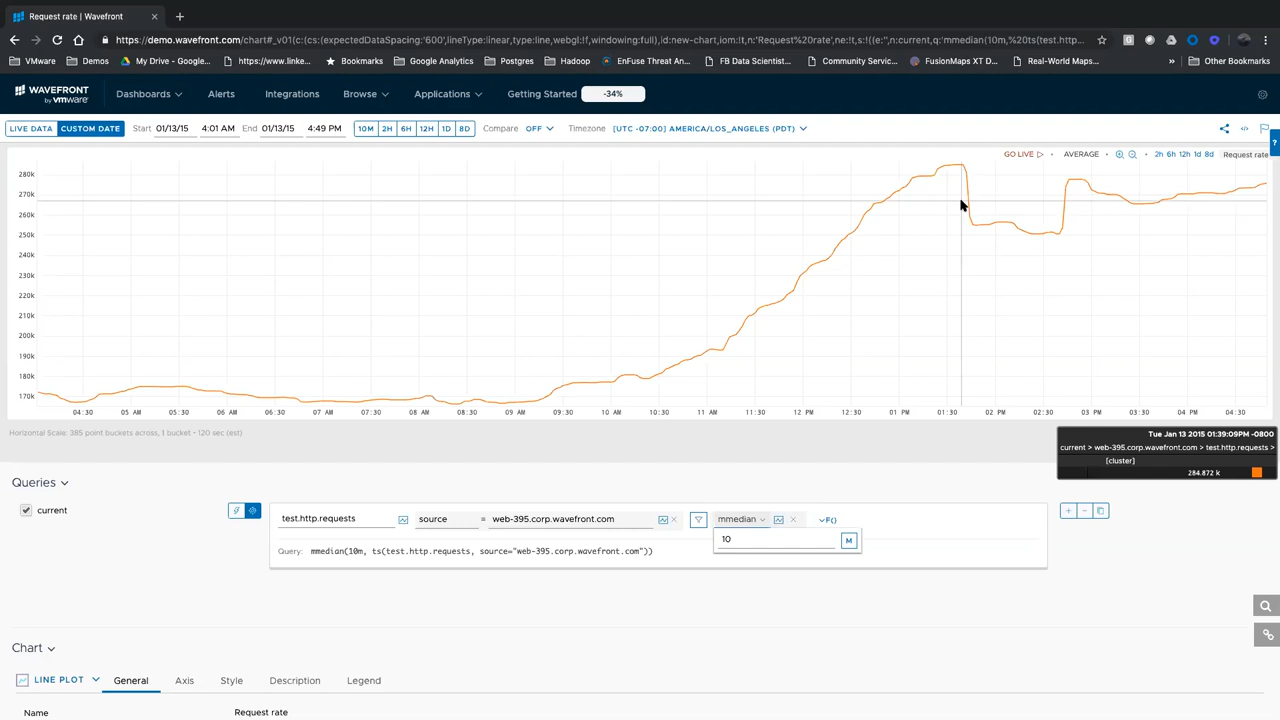 Request rate | Wavefront
https://demo.wavefront.com/chart#_v01(c:(cs:(expectedDataSpacing:'600',lineType:linear,type:line,webgl:!f,windowing:full),id:new-chart,iom:!t,n:'Request%20rate',ne:!t,s:!((e:'',n:current,q:'mmedian(10m,%20ts(test.http...
VMware
Demos
My Drive - Google...
https://www.linke...
Bookmarks
Google Analytics
Postgres
Hadoop
EnFuse Threat An...
FB Data Scientist...
Community Servic...
FusionMaps XT D...
Real-World Maps...
Other Bookmarks
WAVEFRONT
by vmware
Dashboards
Alerts
Integrations
Browse
Applications
Getting Started
-34%
LIVE DATA
CUSTOM DATE
Start 01/13/15 4:01 AM End 01/13/15 4:49 PM
10M 2H 6H 12H 1D 8D
Compare OFF
Timezone [UTC -07:00] AMERICA/LOS_ANGELES (PDT)
?
GO LIVE
AVERAGE
2h 6h 12h 1d 8d
Request rate
280k
270k
260k
250k
240k
230k
220k
210k
200k
190k
180k
170k
04:30 05 AM 05:30 06 AM 06:30 07 AM 07:30 08 AM 08:30 09 AM 09:30 10 AM 10:30 11 AM 11:30 12 PM 12:30 01 PM 01:30 02 PM 02:30 03 PM 03:30 04 PM 04:30
Horizontal Scale: 385 point buckets across, 1 bucket ~ 120 sec (est)
Tue Jan 13 2015 01:39:09PM -0800
current > web-395.corp.wavefront.com > test.http.requests >
[cluster]
284.872 k
Queries
current
test.http.requests
source = web-395.corp.wavefront.com
mmedian
F()
10
M
Query: mmedian(10m, ts(test.http.requests, source="web-395.corp.wavefront.com"))
Chart
LINE PLOT
General
Axis
Style
Description
Legend
Name
Request rate